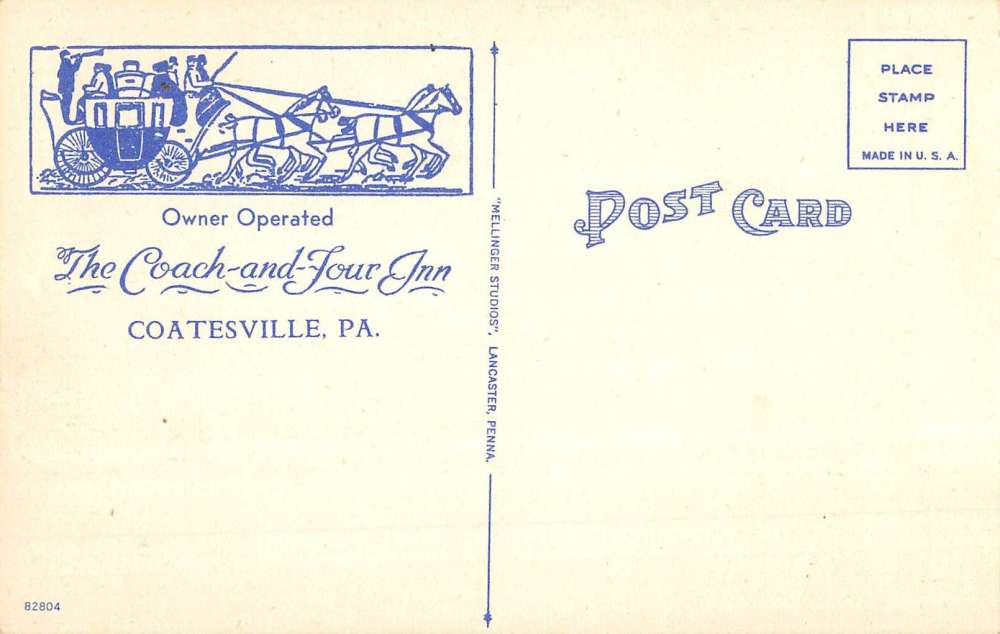 Owner Operated
The Coach-and-Four Inn
COATESVILLE, PA.
82804
"MELLINGER STUDIOS", LANCASTER, PENNA.
POST CARD
PLACE
STAMP
HERE
MADE IN U. S. A.